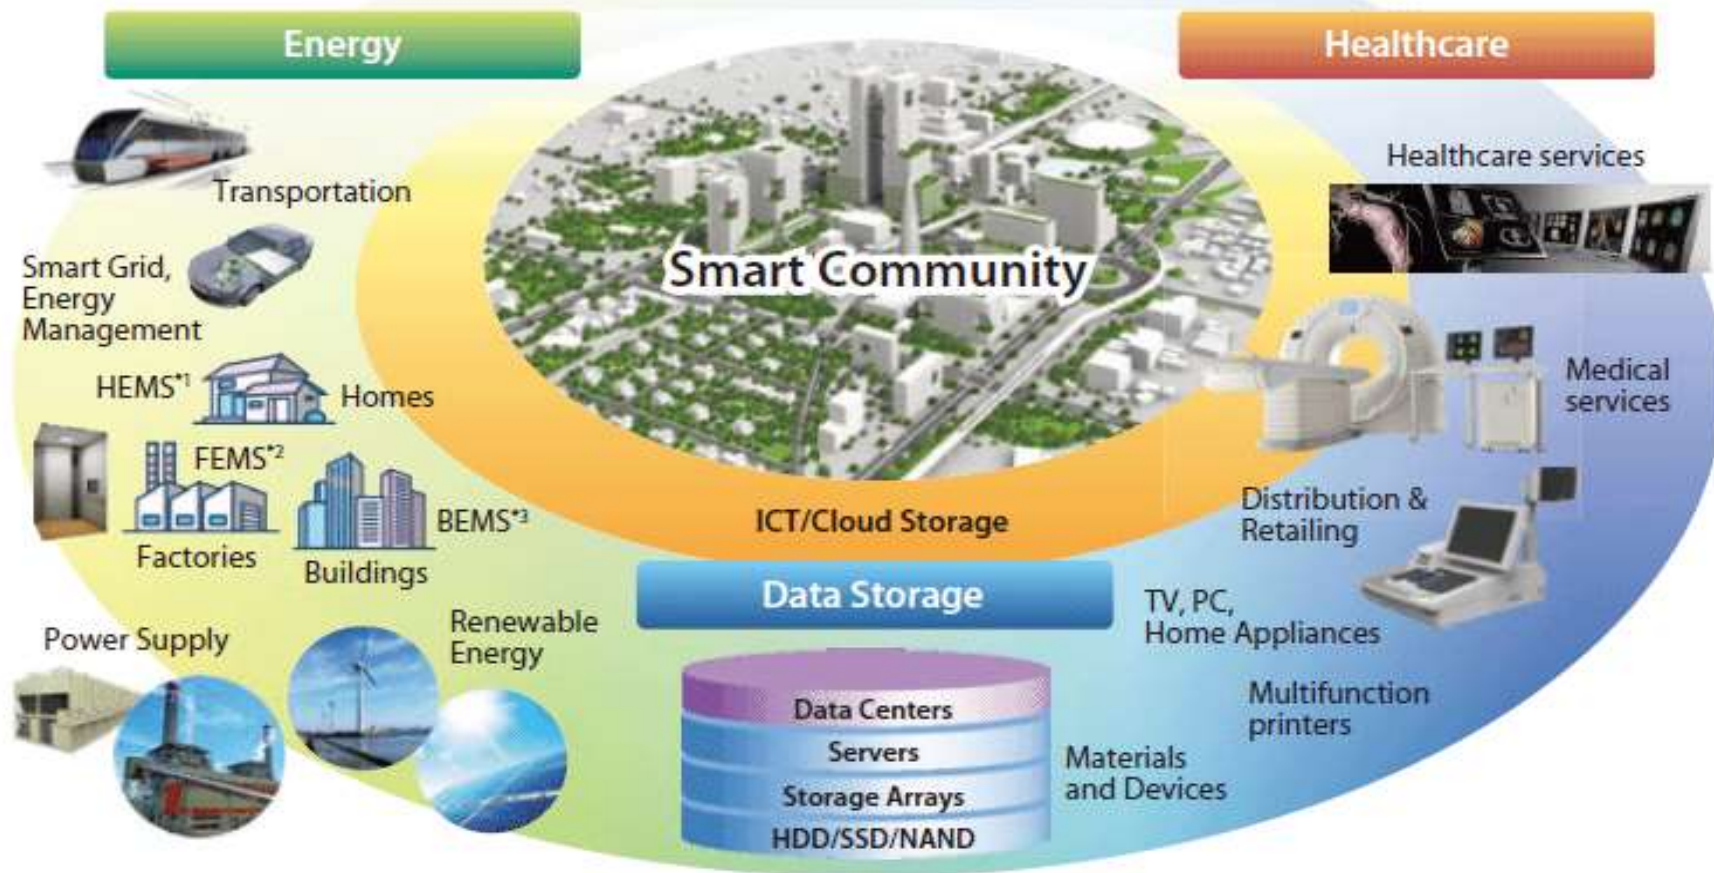 Energy
Healthcare
Transportation
Smart Grid,
Energy
Management
HEMS*1
Homes
FEMS*2
Factories
BEMS*3
Buildings
Power Supply
Renewable
Energy
Smart Community
ICT/Cloud Storage
Data Storage
Data Centers
Servers
Storage Arrays
HDD/SSD/NAND
Materials
and Devices
Healthcare services
Medical
services
Distribution &
Retailing
TV, PC,
Home Appliances
Multifunction
printers